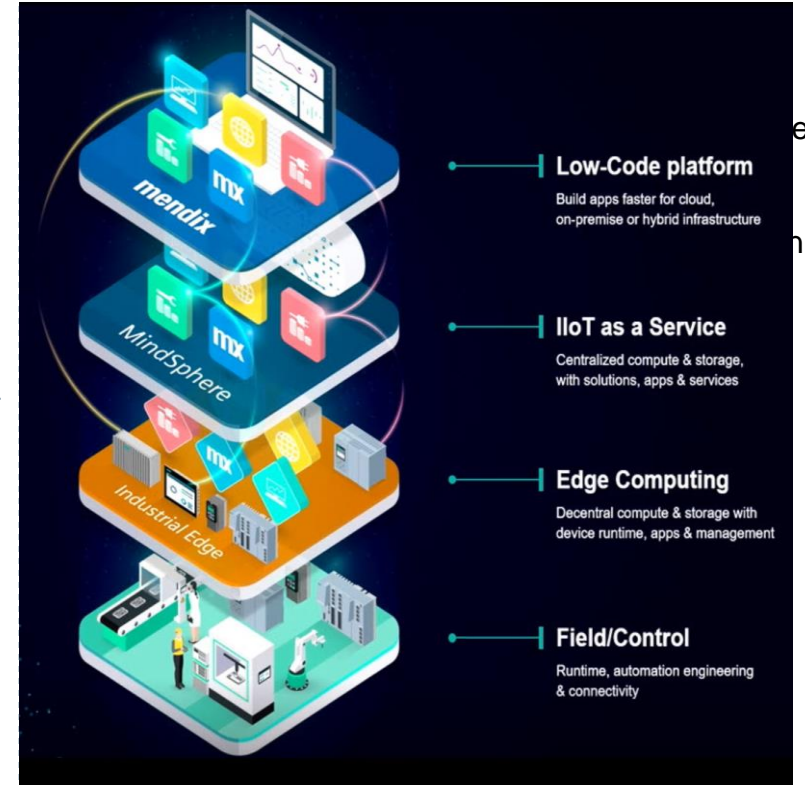 mendix
mx
Low-Code platform
Build apps faster for cloud,
on-premise or hybrid infrastructure
MindSphere
mx
IIoT as a Service
Centralized compute & storage,
with solutions, apps & services
Industrial Edge
mx
Edge Computing
Decentral compute & storage with
device runtime, apps & management
Field/Control
Runtime, automation engineering
& connectivity